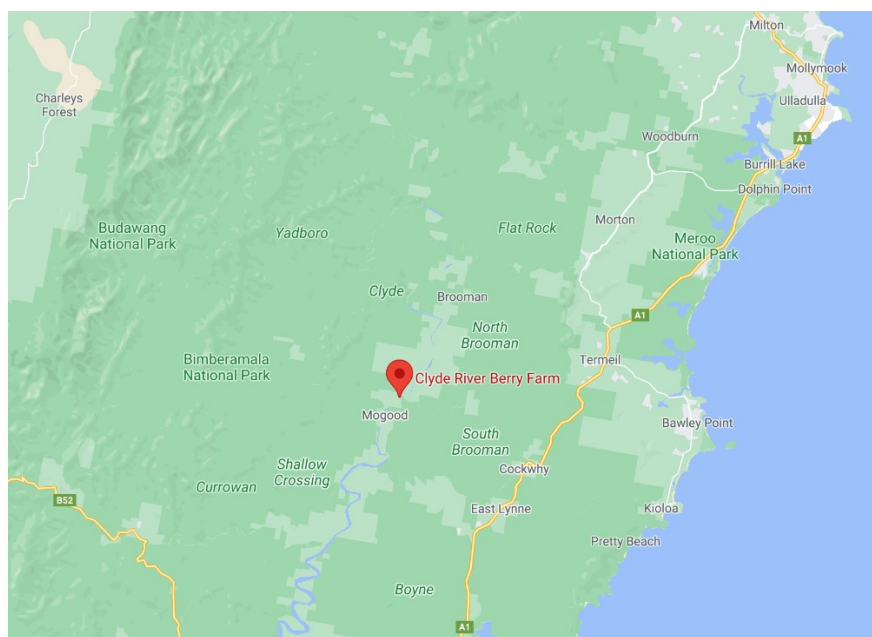 Milton
Mollymook
Charleys
Forest
Ulladulla
Woodburn
A1
Burrill Lake
Dolphin Point
Budawang
National Park
Yadboro
Flat Rock
Morton
Meroo
National Park
Clyde
Brooman
A1
North
Brooman
Bimberamala
National Park
Termeil
Clyde River Berry Farm
Mogood
Bawley Point
South
Brooman
Shallow
Crossing
Cockwhy
Currowan
B52
East Lynne
Kioloa
Pretty Beach
Boyne
A1